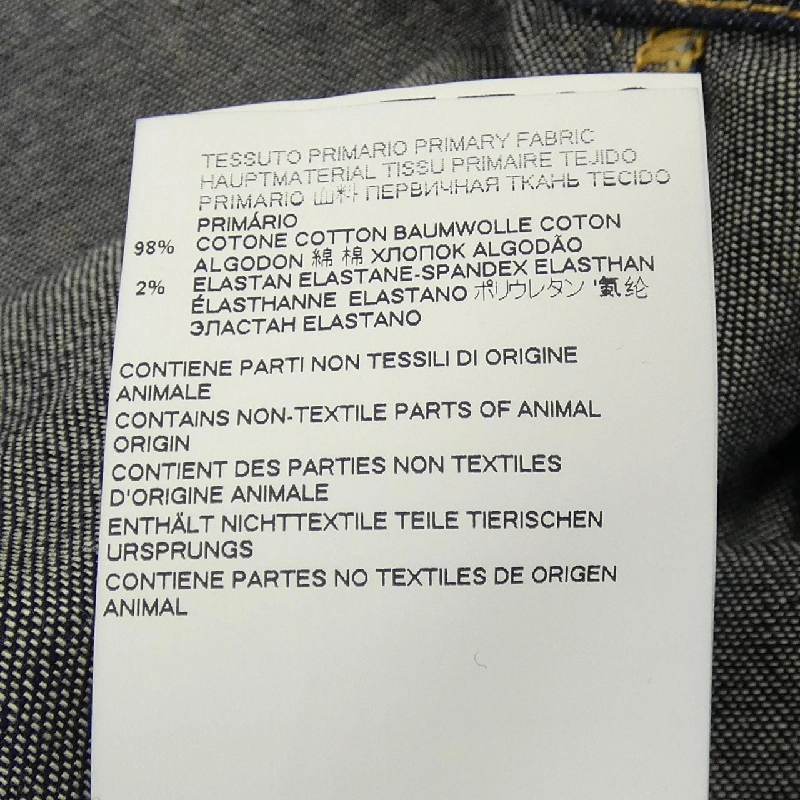 TESSUTO PRIMARIO PRIMARY FABRIC
HAUPTMATERIAL TISSU PRIMAIRE TEJIDO
PRIMARIO ПЕРВИЧНАЯ ТКАНЬ TECIDO
PRIMÁRIO
98% COTONE COTTON BAUMWOLLE COTON
ALGODON 綿 棉 ХЛОПОК ALGODÃO
2% ELASTAN ELASTANE-SPANDEX ELASTHAN
ÉLASTHANNE ELASTANO ポリウレタン '氨纶
ЭЛАСТАН ELASTANO
CONTIENE PARTI NON TESSILI DI ORIGINE
ANIMALE
CONTAINS NON-TEXTILE PARTS OF ANIMAL
ORIGIN
CONTIENT DES PARTIES NON TEXTILES
D'ORIGINE ANIMALE
ENTHÄLT NICHTTEXTILE TEILE TIERISCHEN
URSPRUNGS
CONTIENE PARTES NO TEXTILES DE ORIGEN
ANIMAL